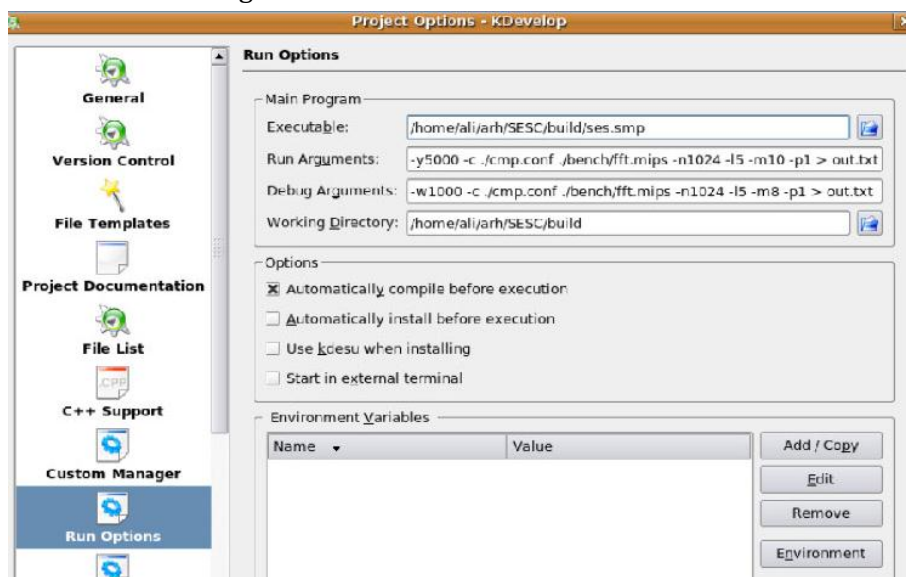 Project Options - KDevelop
General
Version Control
File Templates
Project Documentation
File List
.CPP
C++ Support
Custom Manager
Run Options
Run Options
Main Program
Executable: /home/ali/arh/SESC/build/ses.smp
Run Arguments: -y5000 -c ./cmp.conf ./bench/fft.mips -n1024 -l5 -m10 -p1 > out.txt
Debug Arguments: -w1000 -c ./cmp.conf ./bench/fft.mips -n1024 -l5 -m8 -p1 > out.txt
Working Directory: /home/ali/arh/SESC/build
Options
Automatically compile before execution
Automatically install before execution
Use kdesu when installing
Start in external terminal
Environment Variables
Name Value
Add / Copy
Edit
Remove
Environment